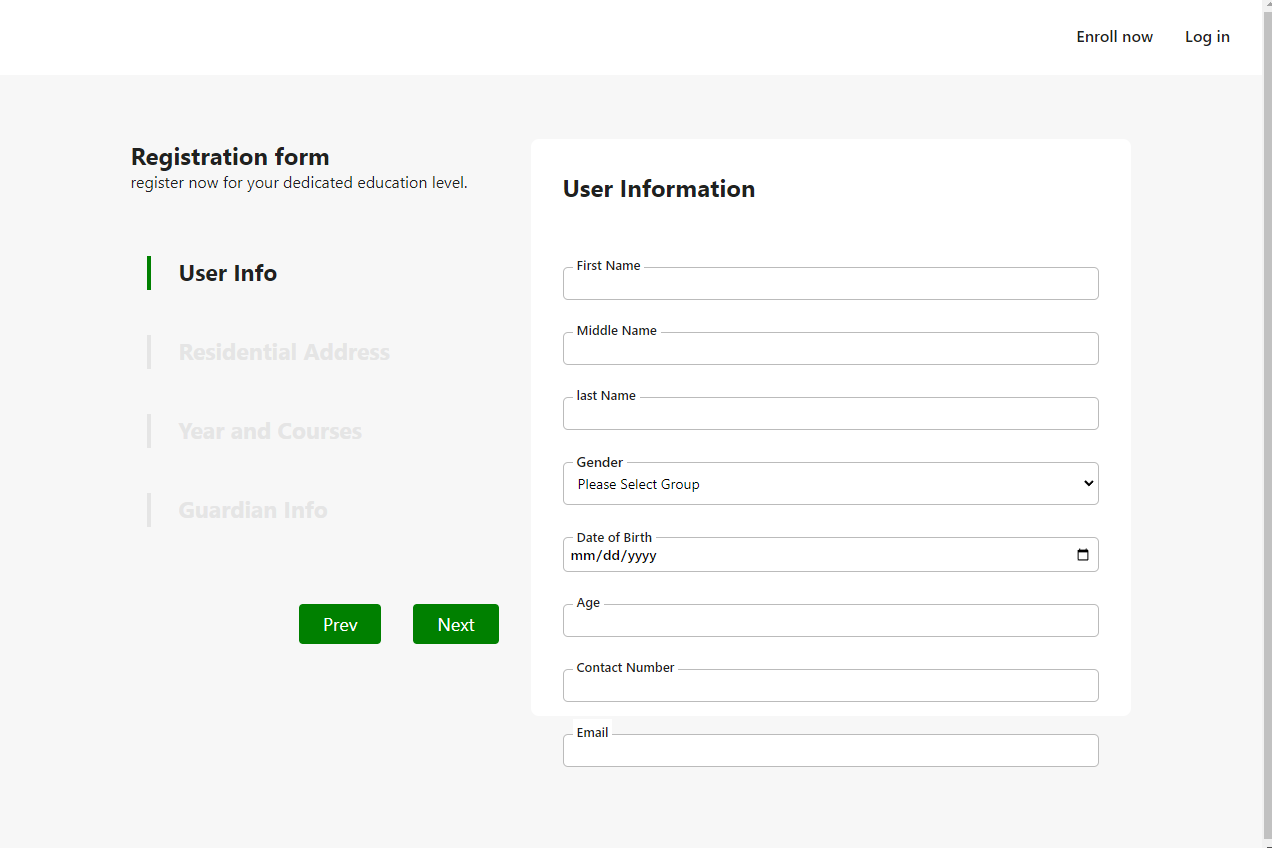 Enroll now
Log in
Registration form
register now for your dedicated education level.
User Info
Residential Address
Year and Courses
Guardian Info
Prev
Next
User Information
First Name
Middle Name
last Name
Gender
Please Select Group
Date of Birth
mm/dd/yyyy
Age
Contact Number
Email